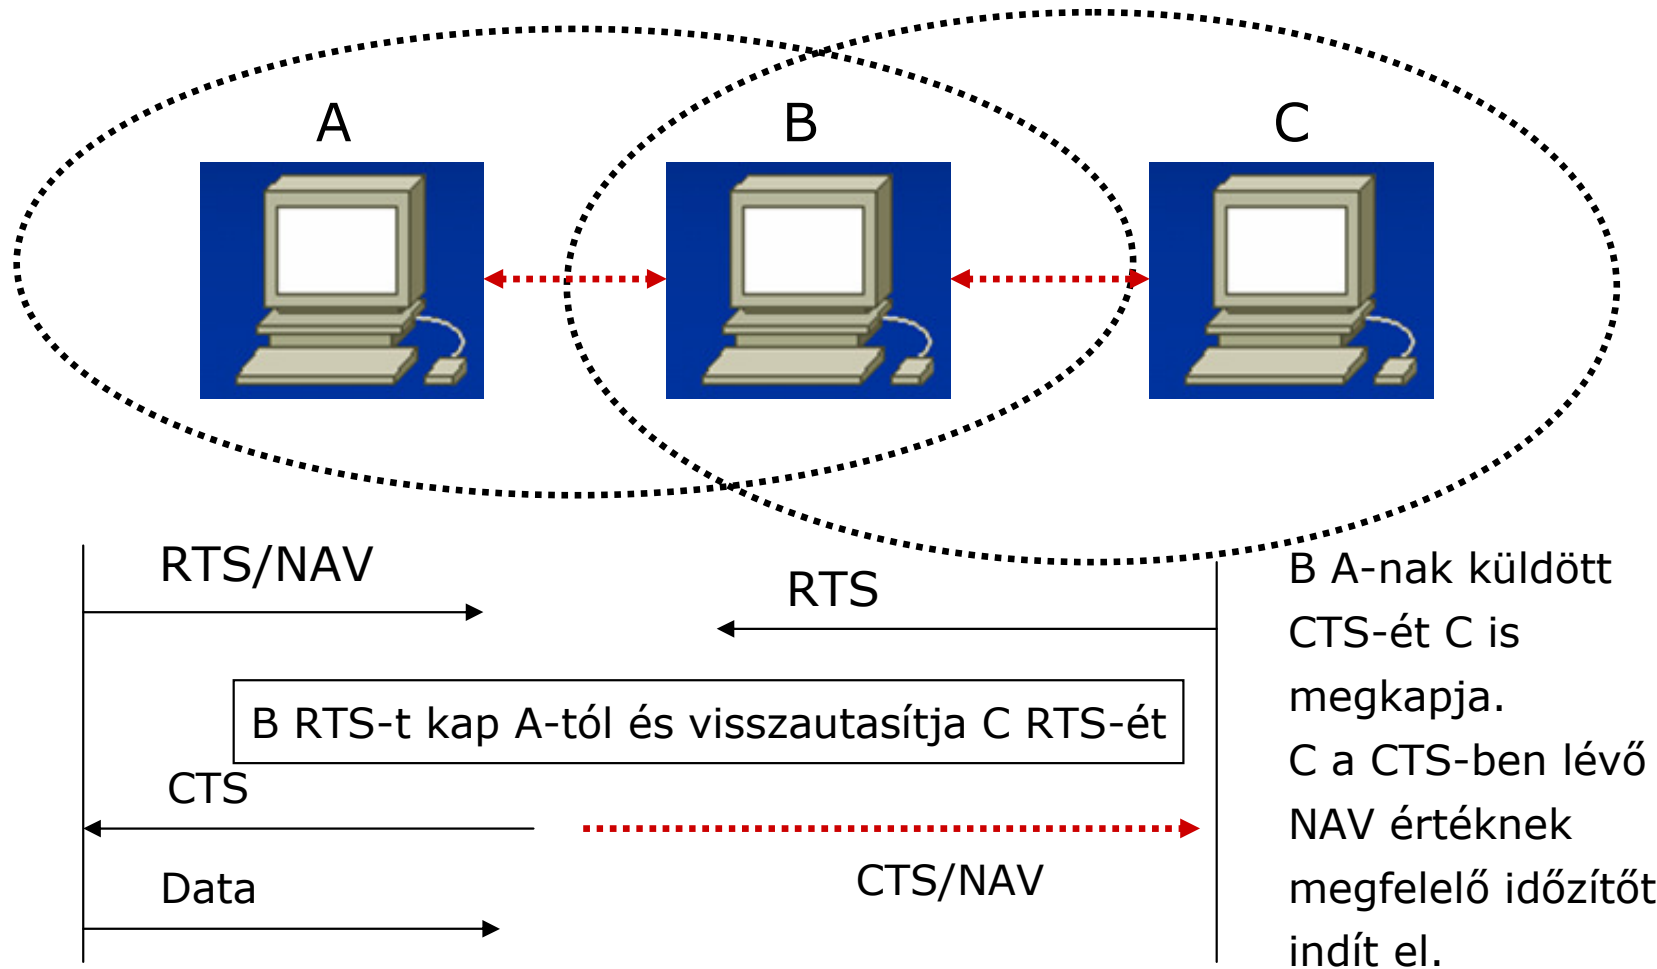 A
B
C
RTS/NAV
RTS
B RTS-t kap A-tól és visszautasítja C RTS-ét
CTS
CTS/NAV
Data
B A-nak küldött
CTS-ét C is
megkapja.
C a CTS-ben lévő
NAV értéknek
megfelelő időzítőt
indít el.